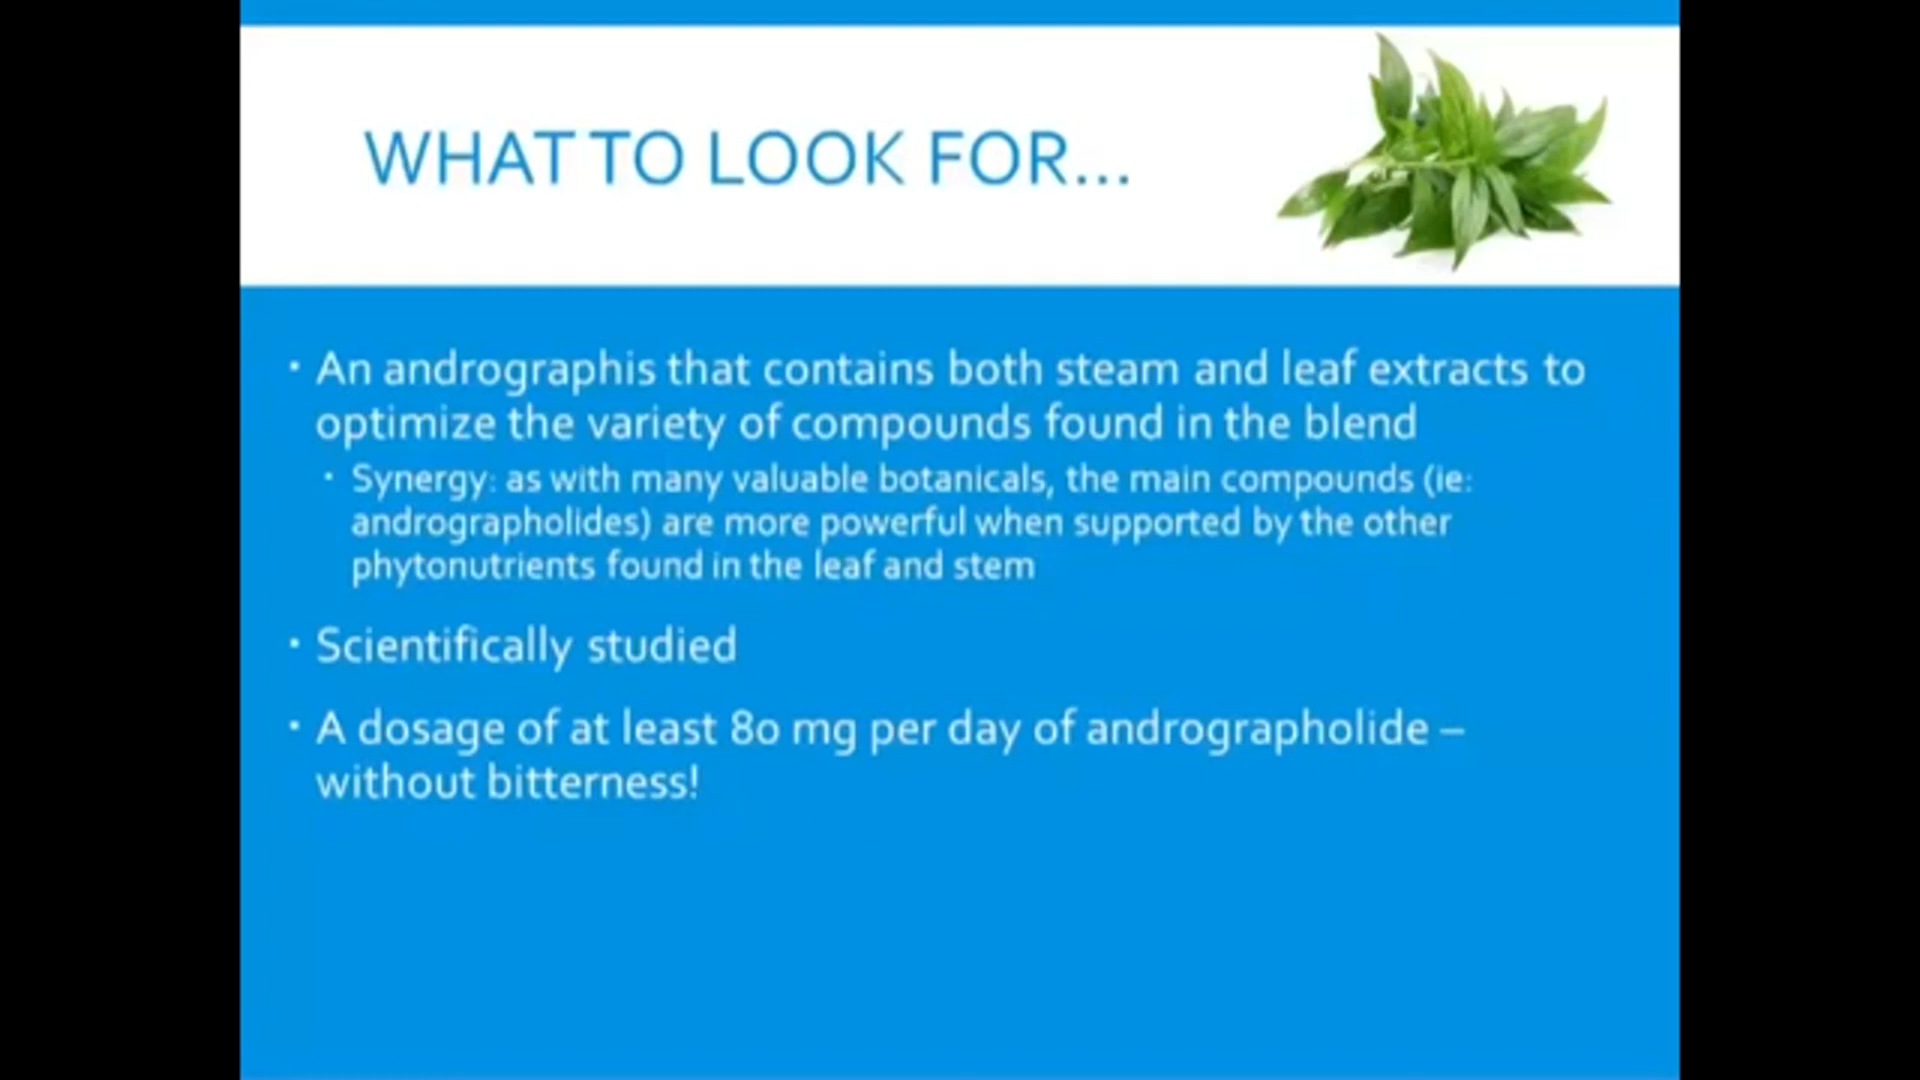 WHAT TO LOOK FOR...
· An andrographis that contains both steam and leaf extracts to
optimize the variety of compounds found in the blend
· Synergy: as with many valuable botanicals, the main compounds (ie:
andrographolides) are more powerful when supported by the other
phytonutrients found in the leaf and stem
· Scientifically studied
· A dosage of at least 80 mg per day of andrographolide –
without bitterness!